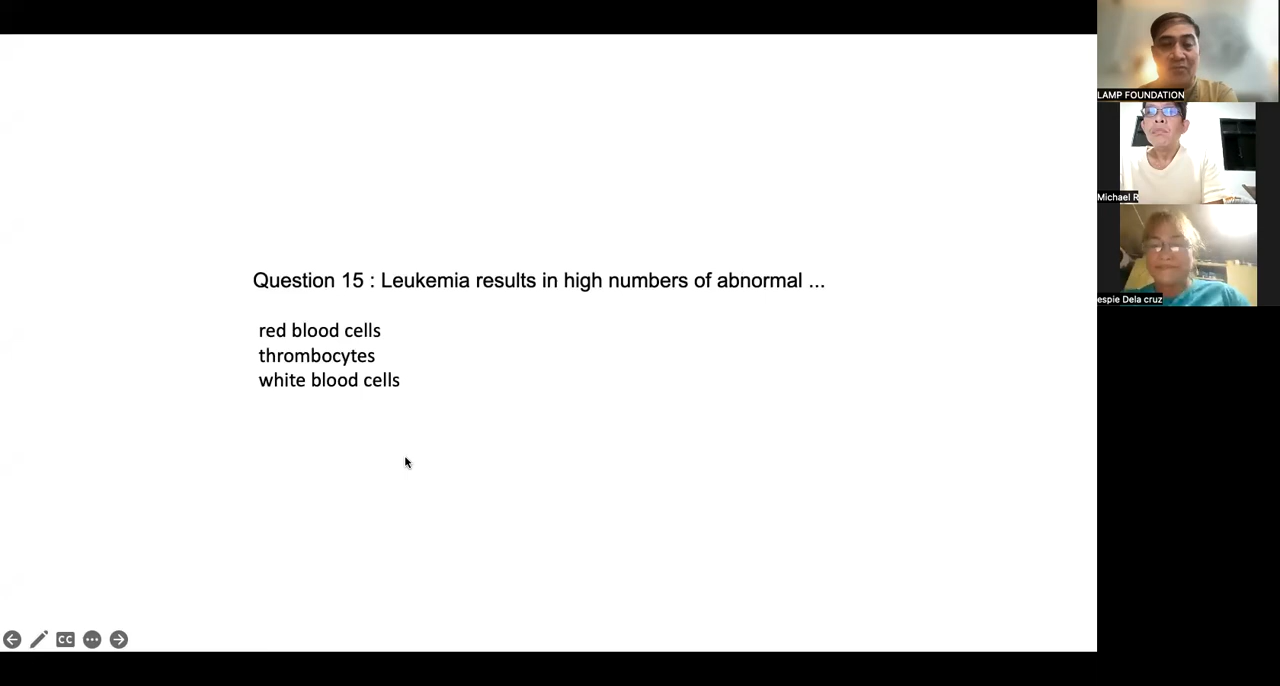 Question 15 : Leukemia results in high numbers of abnormal ...
red blood cells
thrombocytes
white blood cells
CC
LAMP FOUNDATION
Michael R
espie Dela cruz